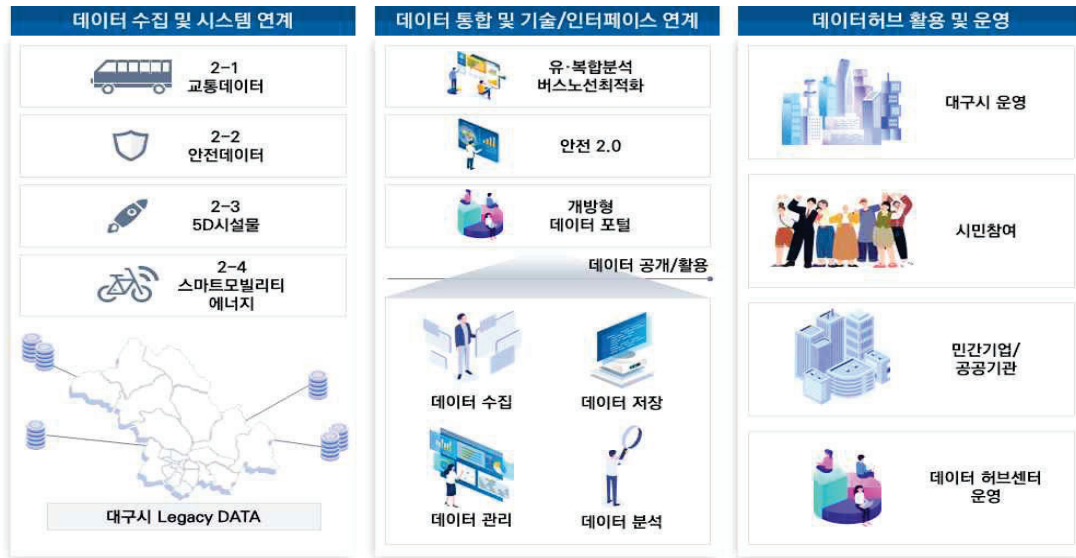 데이터 수집 및 시스템 연계
2-1
교통데이터
2-2
안전데이터
2-3
5D시설물
2-4
스마트모빌리티
에너지
대구시 Legacy DATA
데이터 통합 및 기술/인터페이스 연계
유·복합분석
버스노선최적화
안전 2.0
개방형
데이터 포털
데이터 공개/활용
데이터 수집
데이터 저장
데이터 관리
데이터 분석
데이터허브 활용 및 운영
대구시 운영
시민참여
민간기업/
공공기관
데이터 허브센터
운영